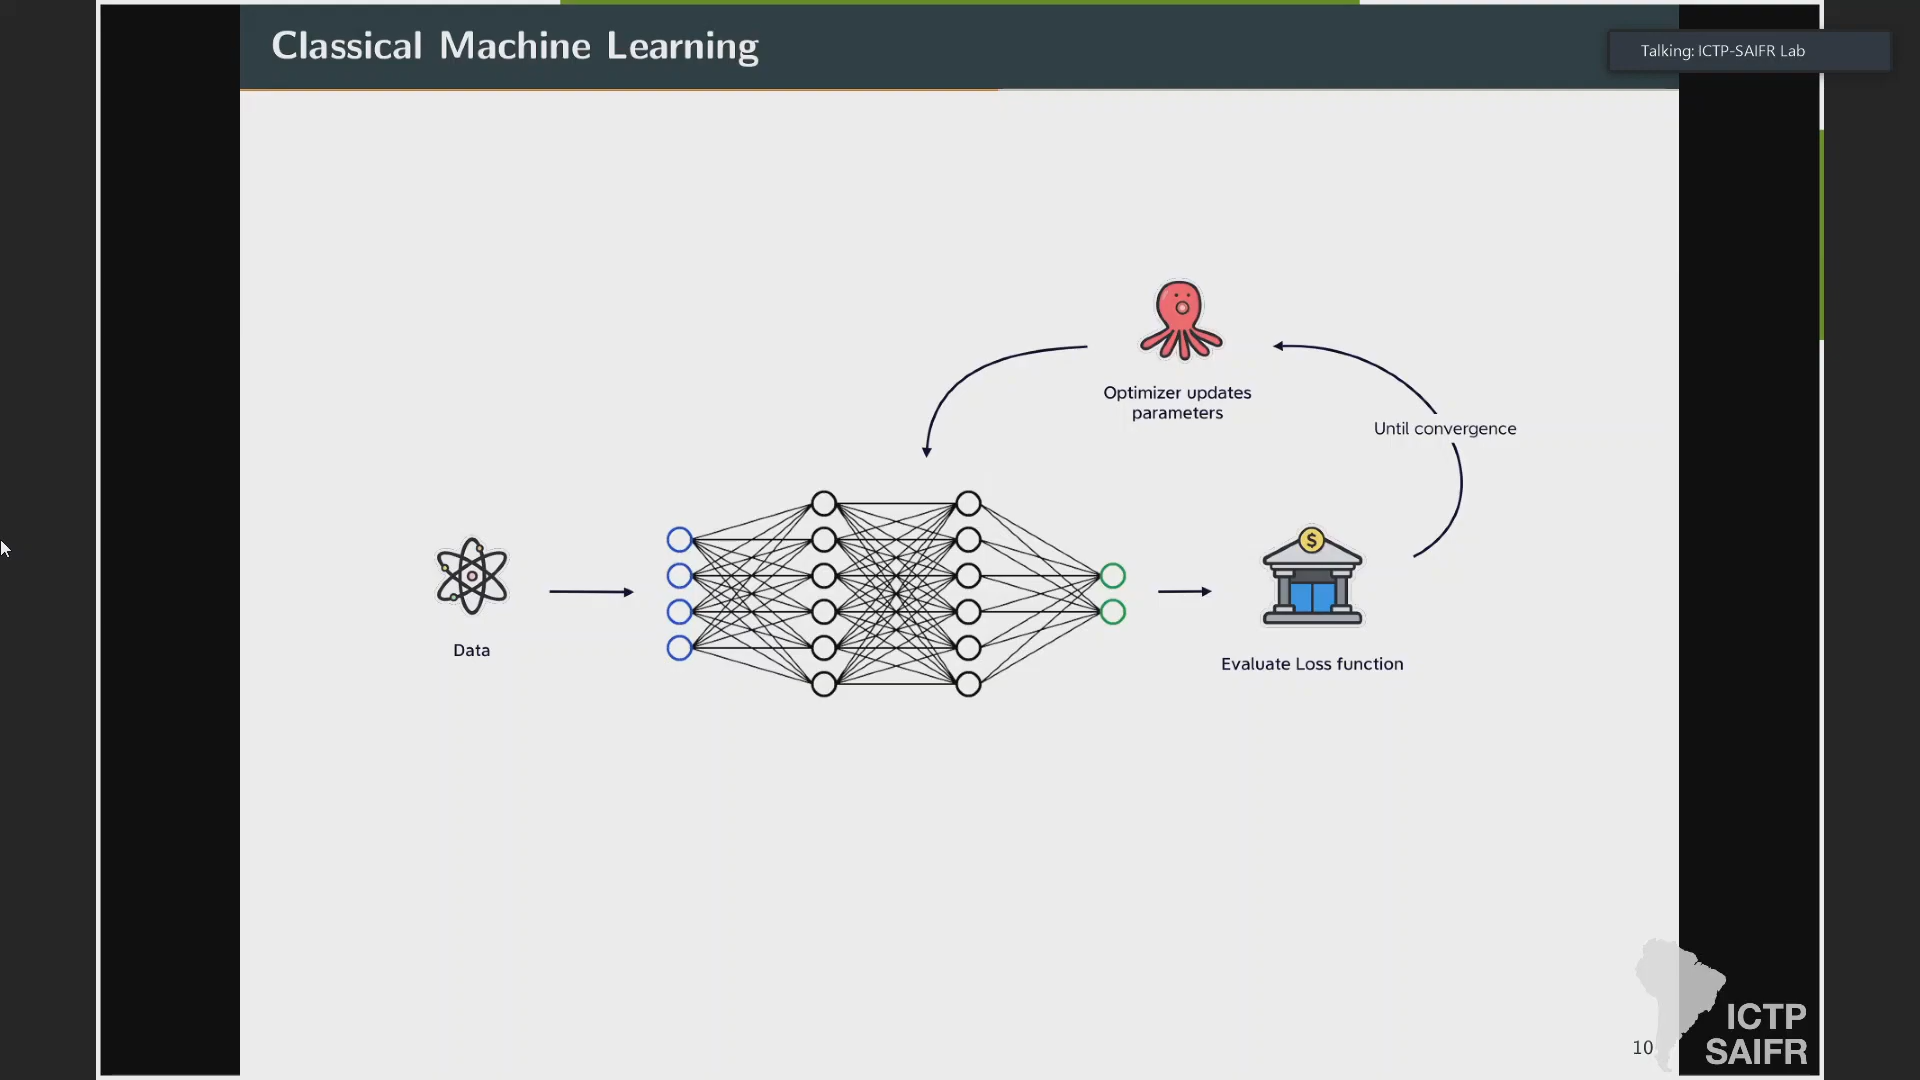 Classical Machine Learning
Talking: ICTP-SAIFR Lab
Optimizer updates
parameters
Until convergence
$
Data
Evaluate Loss function
10
ICTP
SAIFR